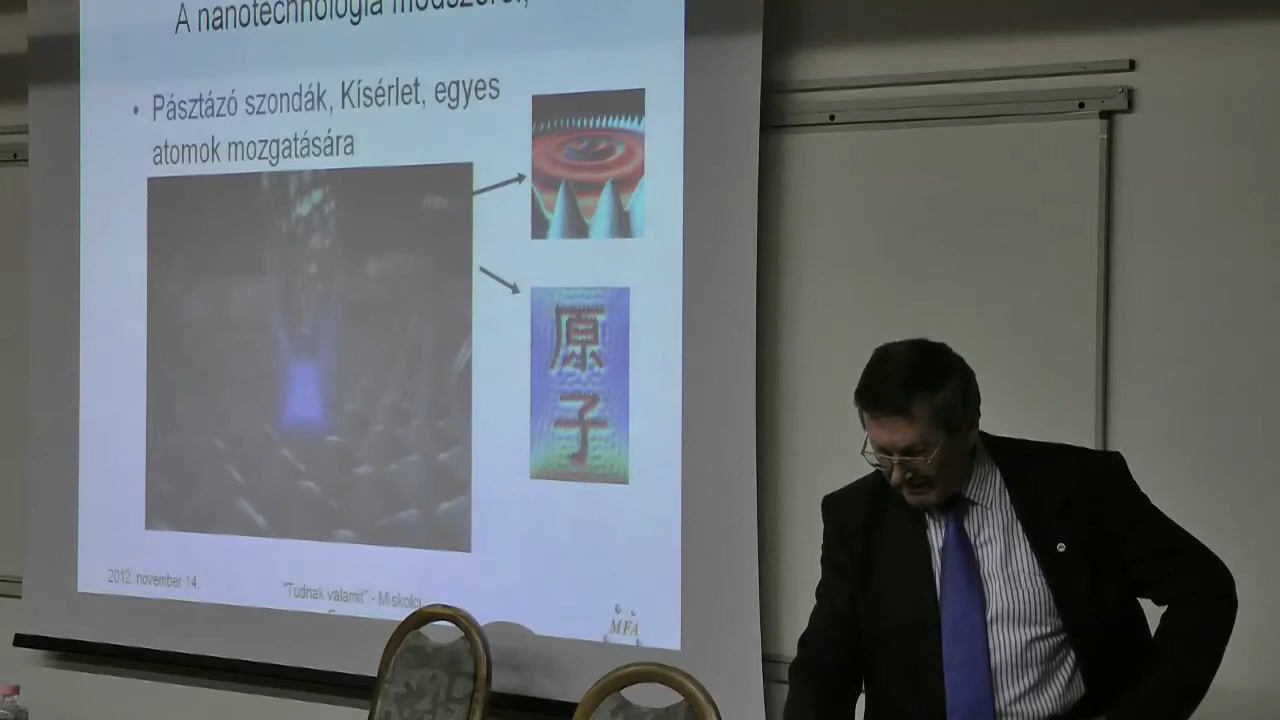 A nanotechnológia módszerei,
• Pásztázó szondák, Kísérlet, egyes
atomok mozgatására
原
子
2012. november 14.
"Tudnak valamit" - Miskolci
MFA